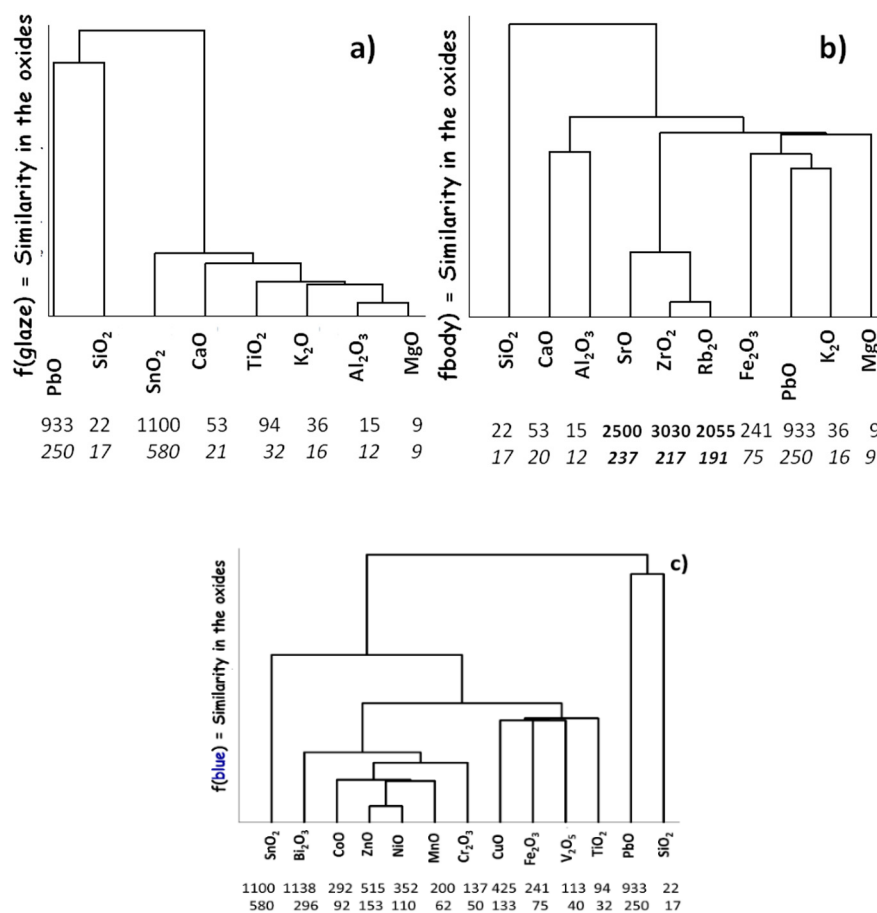 a)
f(glaze) = Similarity in the oxides
PbO SiO₂ SnO₂ CaO TiO₂ K₂O Al₂O₃ MgO
933 22 1100 53 94 36 15 9
250 17 580 21 32 16 12 9
b)
fbody) = Similarity in the oxides
SiO₂ CaO Al₂O₃ SrO ZrO₂ Rb₂O Fe₂O₃ PbO K₂O MgO
22 53 15 2500 3030 2055 241 933 36 9
17 20 12 237 217 191 75 250 16 9
c)
f(blue) = Similarity in the oxides
SnO₂ Bi₂O₃ CoO ZnO NiO MnO Cr₂O₃ CuO Fe₂O₃ V₂O₅ TiO₂ PbO SiO₂
1100 1138 292 515 352 200 137 425 241 113 94 933 22
580 296 92 153 110 62 50 133 75 40 32 250 17